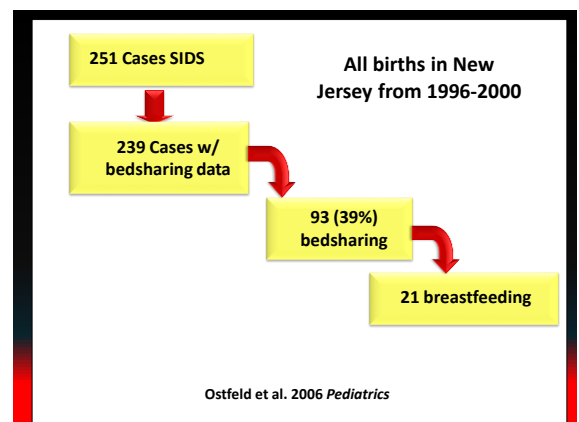 251 Cases SIDS
All births in New
Jersey from 1996-2000
239 Cases w/
bedsharing data
93 (39%)
bedsharing
21 breastfeeding
Ostfeld et al. 2006 Pediatrics